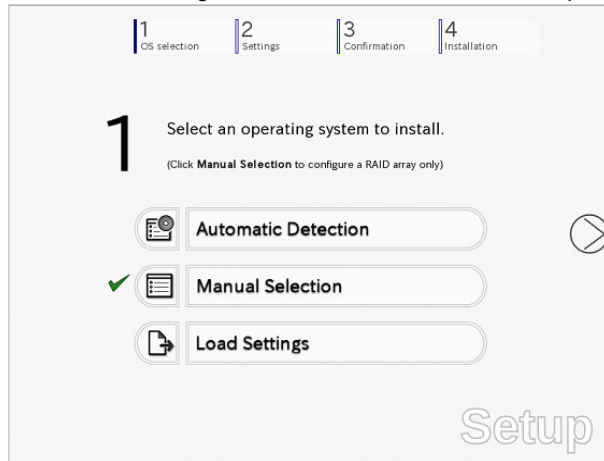 1
OS selection
2
Settings
3
Confirmation
4
Installation
1
Select an operating system to install.
(Click Manual Selection to configure a RAID array only)
Automatic Detection
Manual Selection
Load Settings
Setup